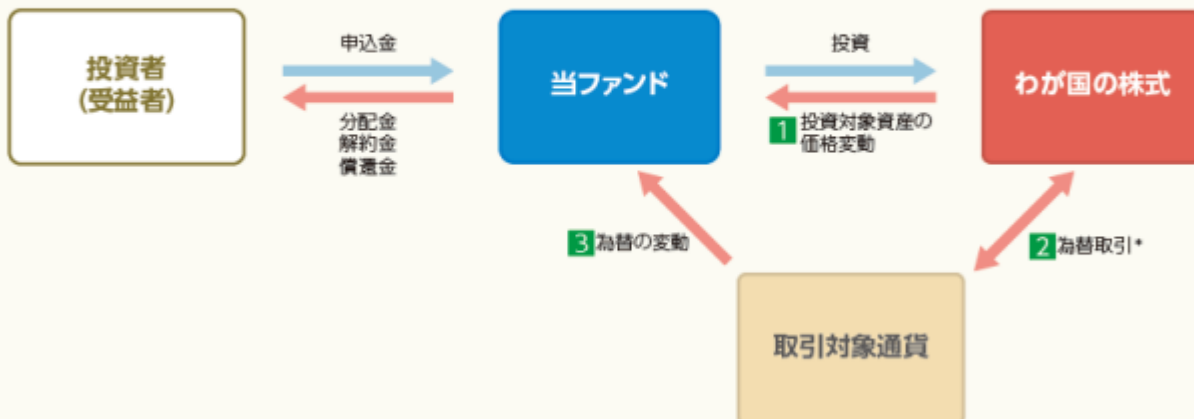 投資者
(受益者)
申込金
分配金
解約金
償還金
当ファンド
投資
1 投資対象資産の
価格変動
わが国の株式
3 為替の変動
2 為替取引*
取引対象通貨